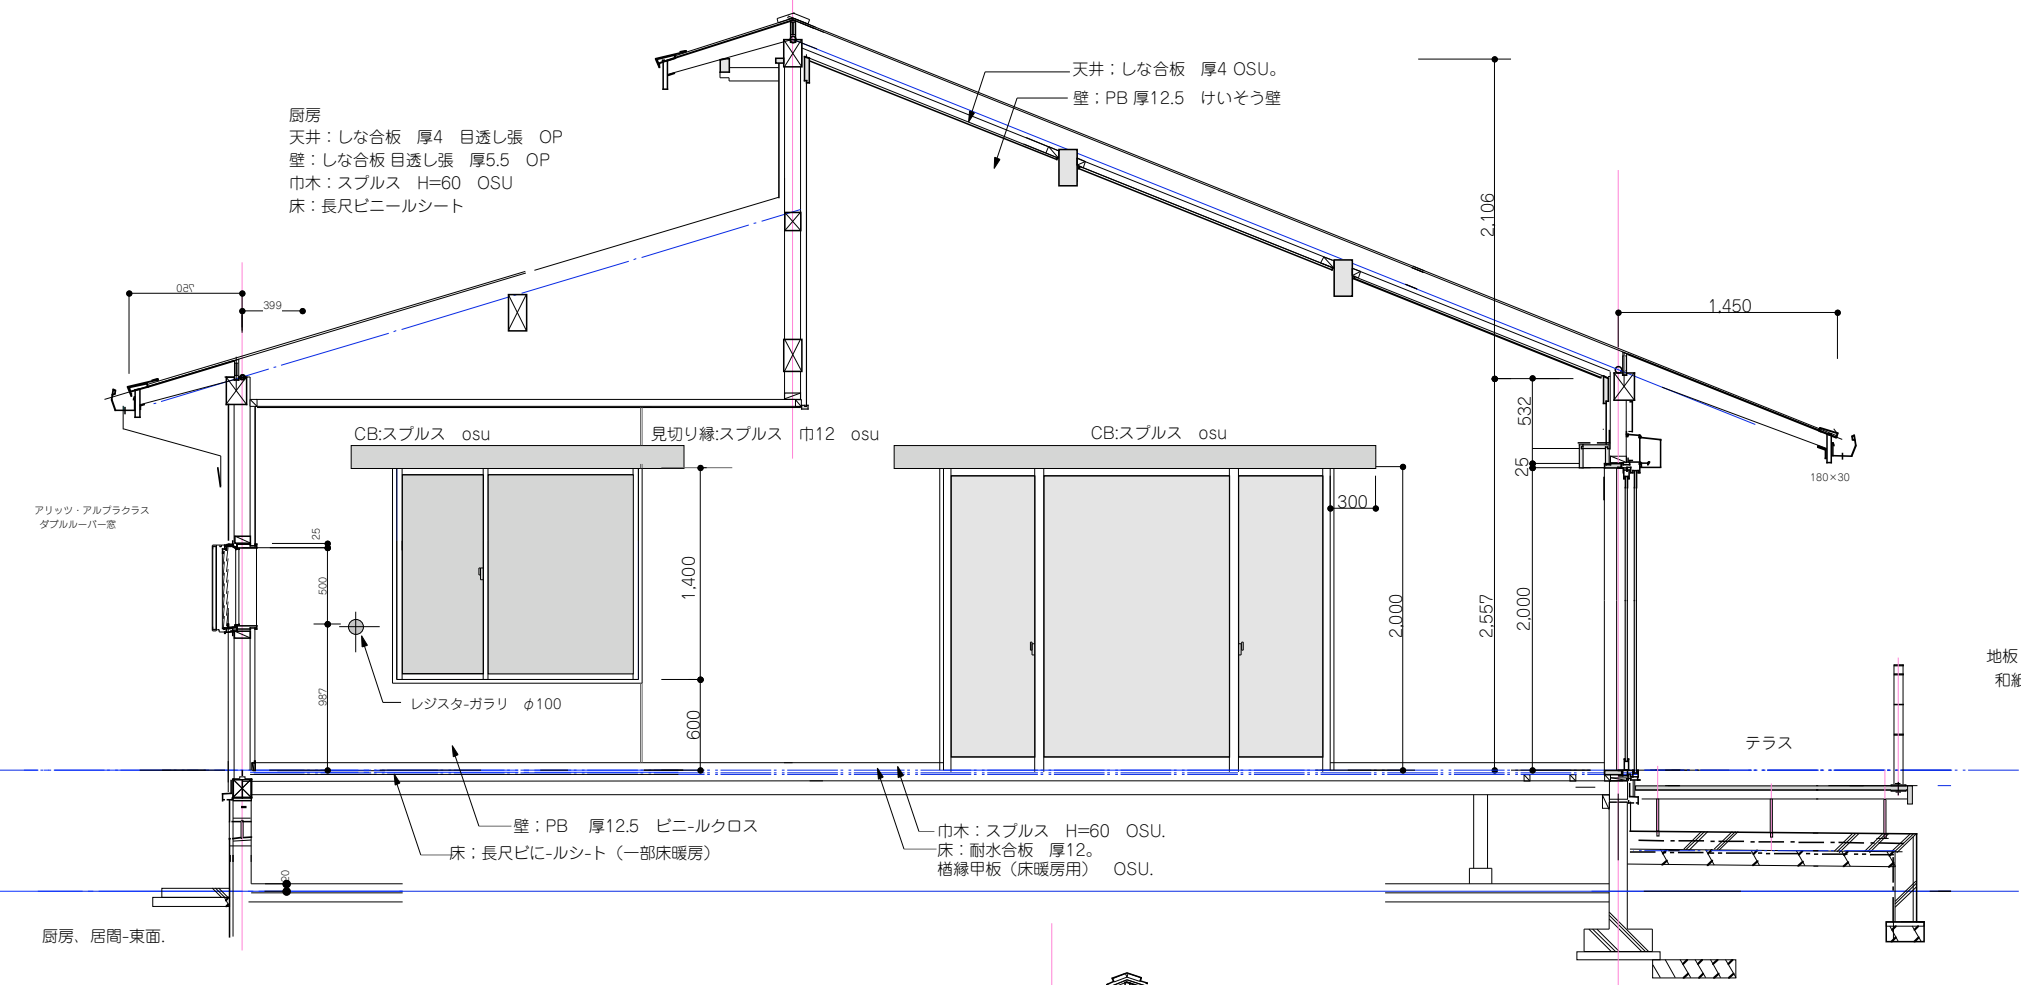 天井：しな合板　厚4 OSU。
壁：PB 厚12.5　けいそう壁
厨房
天井：しな合板　厚4　目透し張　OP
壁：しな合板 目透し張　厚5.5　OP
巾木：スプルス　H=60　OSU
床：長尺ビニールシート
2.106
750
399
1.450
532
CB:スプルス　osu
見切り縁:スプルス　巾12　osu
CB:スプルス　osu
25
180×30
300
アリッツ・アルプラクラス
ダブルルーバー窓
25
500
1.400
2.000
2.557
2.000
987
レジスタ-ガラリ　φ100
600
地板
和紙
テラス
壁：PB　厚12.5　ビニ-ルクロス
床：長尺ビに-ルシ-ト（一部床暖房）
巾木：スプルス　H=60　OSU.
床：耐水合板　厚12。
楢縁甲板（床暖房用）　OSU.
20
厨房、居間-東面.